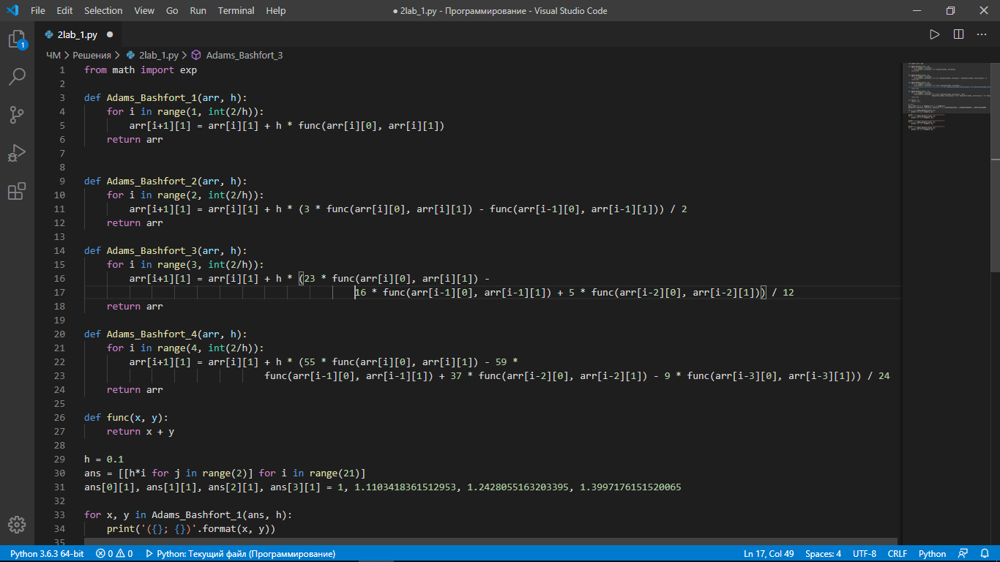 File Edit Selection View Go Run Terminal Help
● 2lab_1.py - Программирование - Visual Studio Code
2lab_1.py ●
ЧМ > Решения > 2lab_1.py > Adams_Bashfort_3
1
1 from math import exp
2
3 def Adams_Bashfort_1(arr, h):
4     for i in range(1, int(2/h)):
5         arr[i+1][1] = arr[i][1] + h * func(arr[i][0], arr[i][1])
6     return arr
7
8
9 def Adams_Bashfort_2(arr, h):
10     for i in range(2, int(2/h)):
11         arr[i+1][1] = arr[i][1] + h * (3 * func(arr[i][0], arr[i][1]) - func(arr[i-1][0], arr[i-1][1])) / 2
12     return arr
13
14 def Adams_Bashfort_3(arr, h):
15     for i in range(3, int(2/h)):
16         arr[i+1][1] = arr[i][1] + h * (23 * func(arr[i][0], arr[i][1]) -
17                                                 16 * func(arr[i-1][0], arr[i-1][1]) + 5 * func(arr[i-2][0], arr[i-2][1])) / 12
18     return arr
19
20 def Adams_Bashfort_4(arr, h):
21     for i in range(4, int(2/h)):
22         arr[i+1][1] = arr[i][1] + h * (55 * func(arr[i][0], arr[i][1]) - 59 *
23                                 func(arr[i-1][0], arr[i-1][1]) + 37 * func(arr[i-2][0], arr[i-2][1]) - 9 * func(arr[i-3][0], arr[i-3][1])) / 24
24     return arr
25
26 def func(x, y):
27     return x + y
28
29 h = 0.1
30 ans = [[h*i for j in range(2)] for i in range(21)]
31 ans[0][1], ans[1][1], ans[2][1], ans[3][1] = 1, 1.1103418361512953, 1.2428055163203395, 1.3997176151520065
32
33 for x, y in Adams_Bashfort_1(ans, h):
34     print('({}; {})'.format(x, y))
35
Python 3.6.3 64-bit 0 0 Python: Текущий файл (Программирование) Ln 17, Col 49 Spaces: 4 UTF-8 CRLF Python